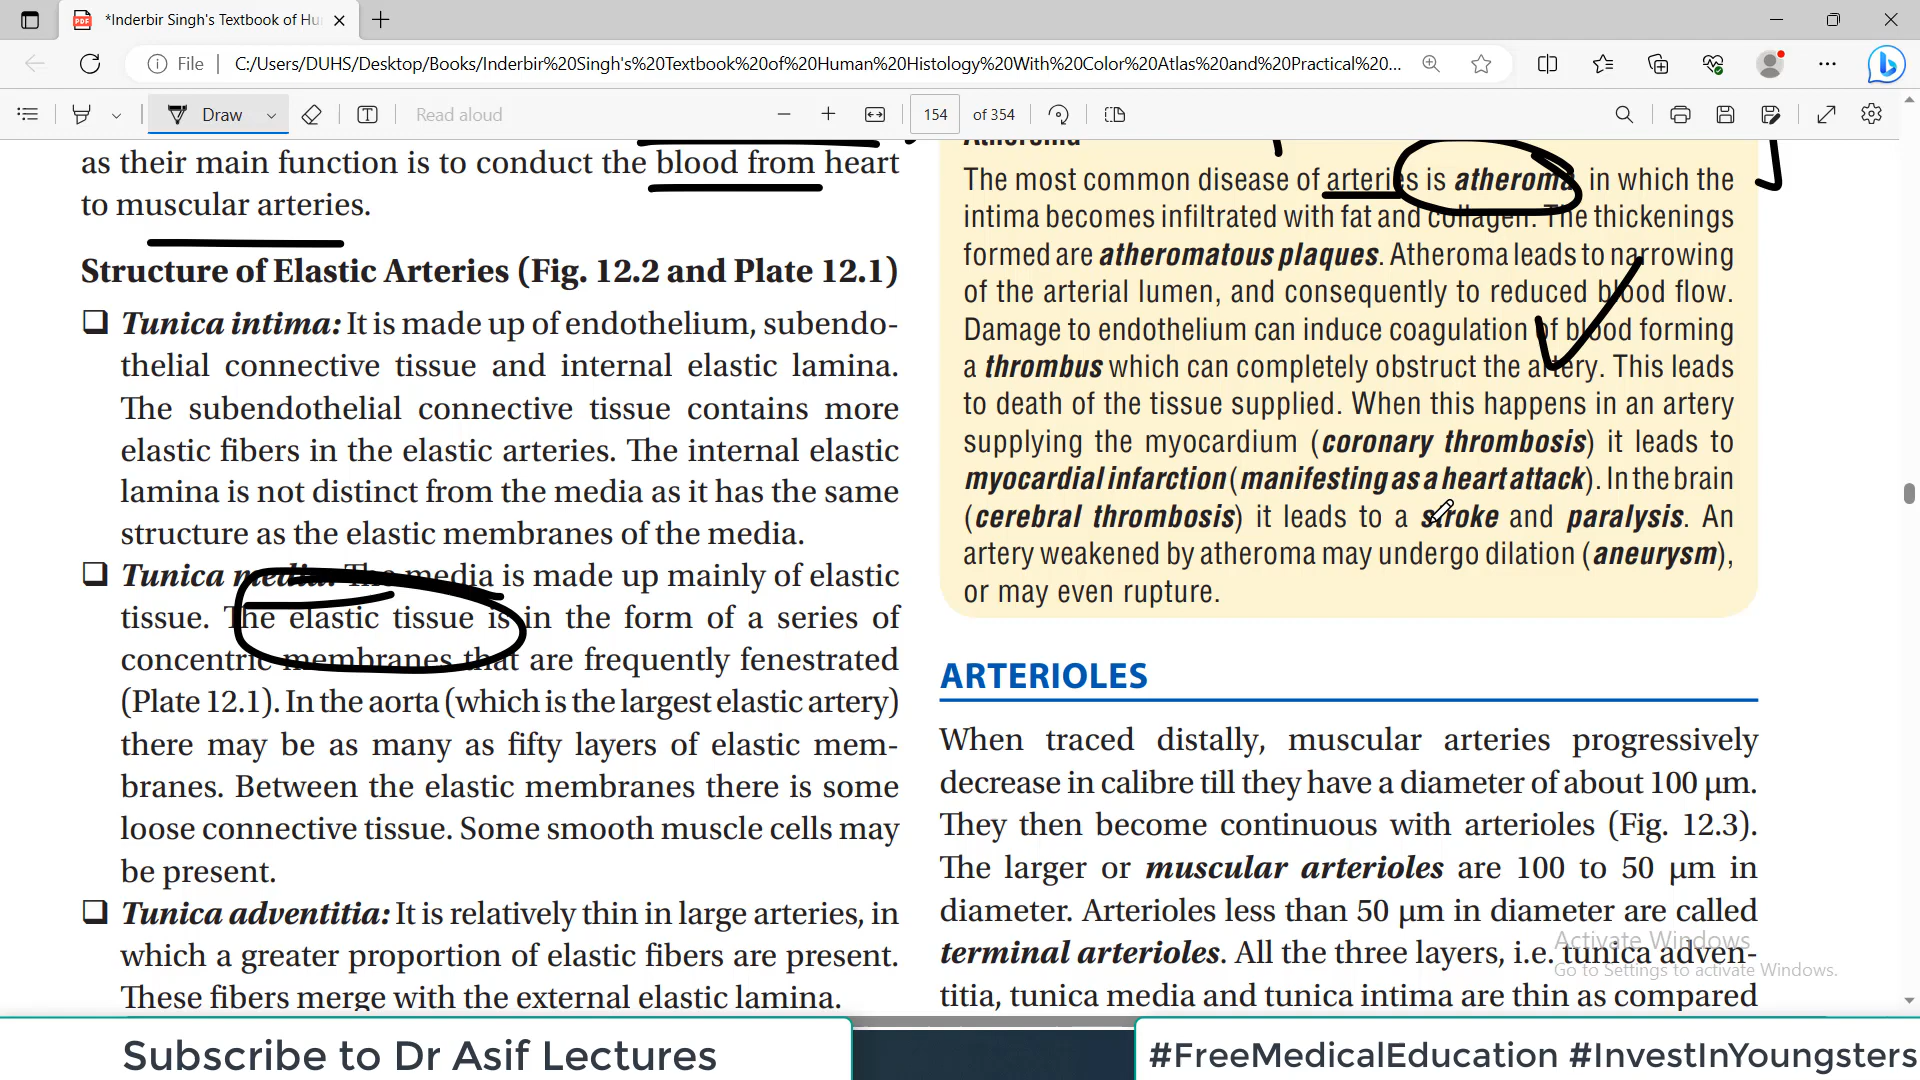 *Inderbir Singh's Textbook of Hu
File
C:/Users/DUHS/Desktop/Books/Inderbir%20Singh's%20Textbook%20of%20Human%20Histology%20With%20Color%20Atlas%20and%20Practical%20...
Draw
Read aloud
154 of 354
as their main function is to conduct the blood from heart
to muscular arteries.
Structure of Elastic Arteries (Fig. 12.2 and Plate 12.1)
❑ Tunica intima: It is made up of endothelium, subendo-
thelial connective tissue and internal elastic lamina.
The subendothelial connective tissue contains more
elastic fibers in the elastic arteries. The internal elastic
lamina is not distinct from the media as it has the same
structure as the elastic membranes of the media.
❑ Tunica media: The media is made up mainly of elastic
tissue. The elastic tissue is in the form of a series of
concentric membranes that are frequently fenestrated
(Plate 12.1). In the aorta (which is the largest elastic artery)
there may be as many as fifty layers of elastic mem-
branes. Between the elastic membranes there is some
loose connective tissue. Some smooth muscle cells may
be present.
❑ Tunica adventitia: It is relatively thin in large arteries, in
which a greater proportion of elastic fibers are present.
These fibers merge with the external elastic lamina.
Atheroma
The most common disease of arteries is atheroma, in which the
intima becomes infiltrated with fat and collagen. The thickenings
formed are atheromatous plaques. Atheroma leads to narrowing
of the arterial lumen, and consequently to reduced blood flow.
Damage to endothelium can induce coagulation of blood forming
a thrombus which can completely obstruct the artery. This leads
to death of the tissue supplied. When this happens in an artery
supplying the myocardium (coronary thrombosis) it leads to
myocardial infarction (manifesting as a heart attack). In the brain
(cerebral thrombosis) it leads to a stroke and paralysis. An
artery weakened by atheroma may undergo dilation (aneurysm),
or may even rupture.
ARTERIOLES
When traced distally, muscular arteries progressively
decrease in calibre till they have a diameter of about 100 μm.
They then become continuous with arterioles (Fig. 12.3).
The larger or muscular arterioles are 100 to 50 μm in
diameter. Arterioles less than 50 μm in diameter are called
terminal arterioles. All the three layers, i.e. tunica adven-
titia, tunica media and tunica intima are thin as compared
Activate Windows
Go to Settings to activate Windows.
Subscribe to Dr Asif Lectures
#FreeMedicalEducation #InvestInYoungsters